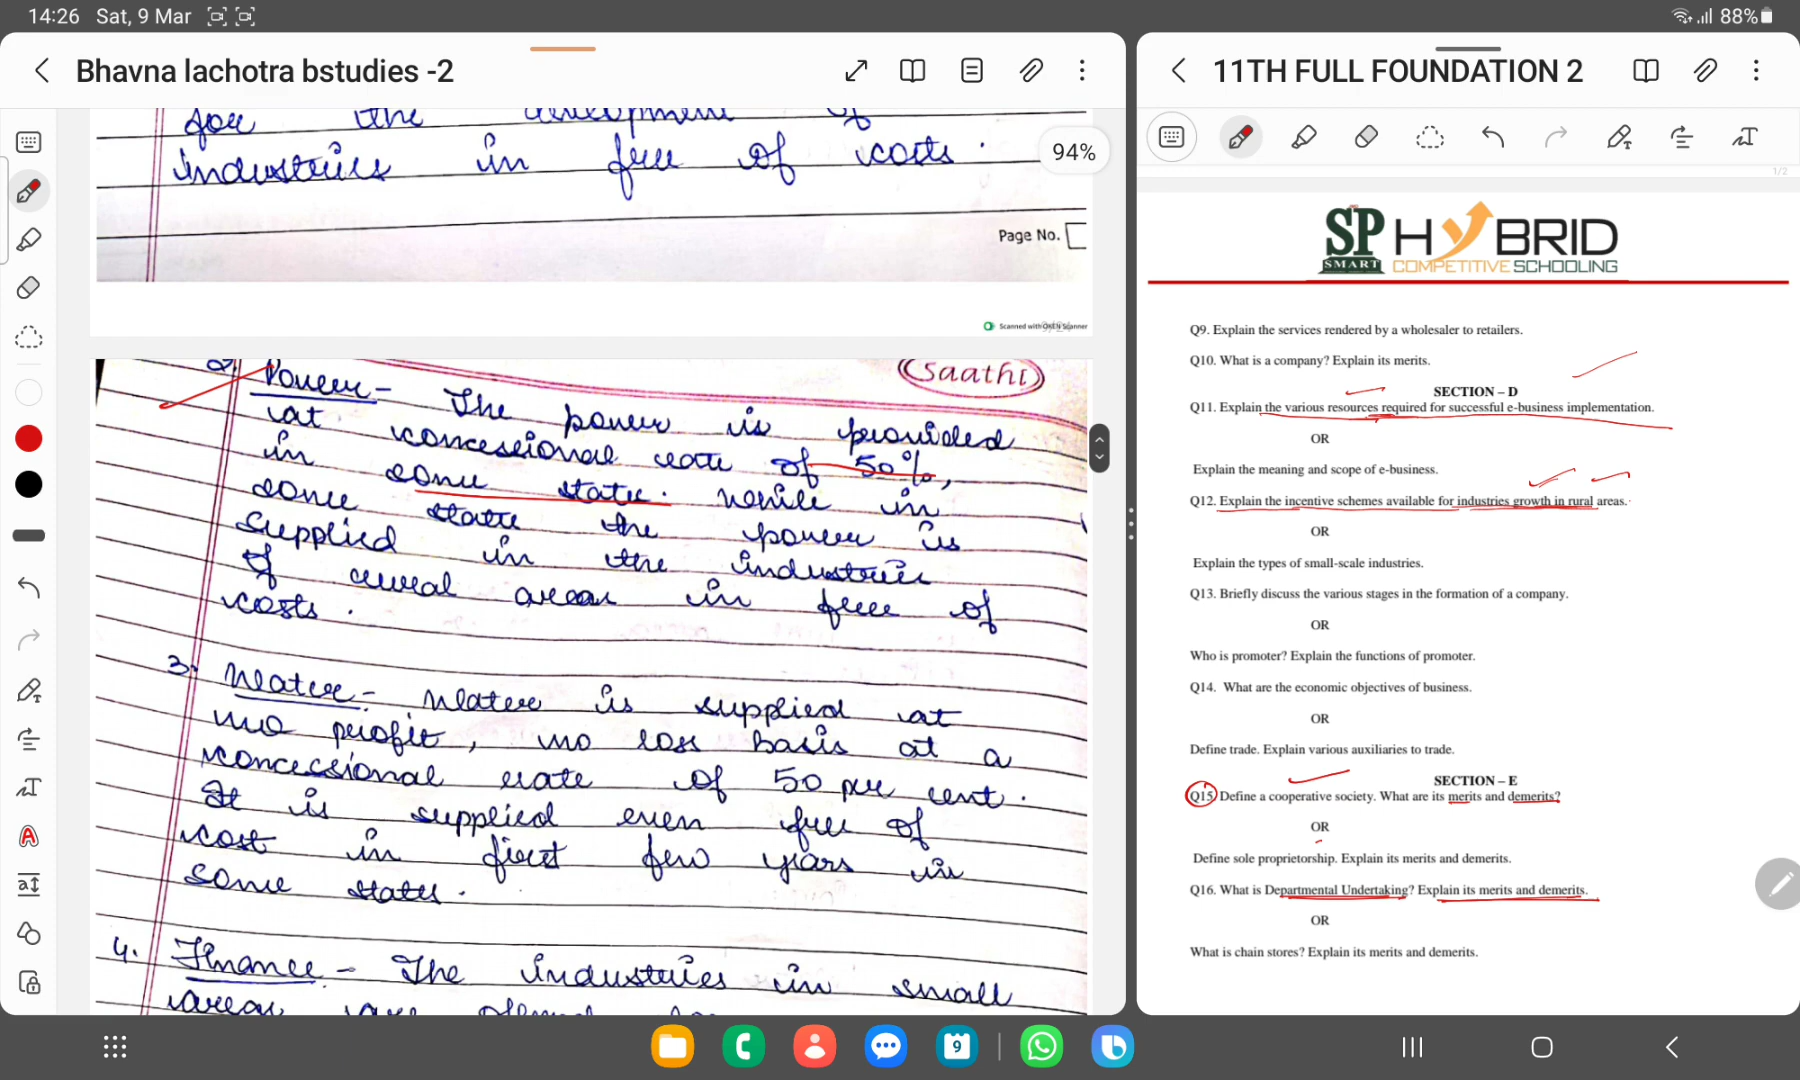 14:26 Sat, 9 Mar
88%
Bhavna lachotra bstudies -2
for the development of
industries in free of costs.
94%
Page No.
Scanned with OKEN Scanner
Saathi
2. Power - The power is provided
at concessional rate of 50%,
in some state. While in
some state the power is
supplied in the industries
of rural areas in free of
costs.
3. Water - Water is supplied at
no profit, no loss basis at a
concessional rate of 50 per cent.
It is supplied even free of
cost in first few years in
some states.
4. Finance - The industries in small
areas are
11TH FULL FOUNDATION 2
1/2
SP HYBRID
SMART COMPETITIVE SCHOOLING
Q9. Explain the services rendered by a wholesaler to retailers.
Q10. What is a company? Explain its merits.
SECTION – D
Q11. Explain the various resources required for successful e-business implementation.
OR
Explain the meaning and scope of e-business.
Q12. Explain the incentive schemes available for industries growth in rural areas.
OR
Explain the types of small-scale industries.
Q13. Briefly discuss the various stages in the formation of a company.
OR
Who is promoter? Explain the functions of promoter.
Q14. What are the economic objectives of business.
OR
Define trade. Explain various auxiliaries to trade.
SECTION – E
Q15. Define a cooperative society. What are its merits and demerits?
OR
Define sole proprietorship. Explain its merits and demerits.
Q16. What is Departmental Undertaking? Explain its merits and demerits.
OR
What is chain stores? Explain its merits and demerits.
9